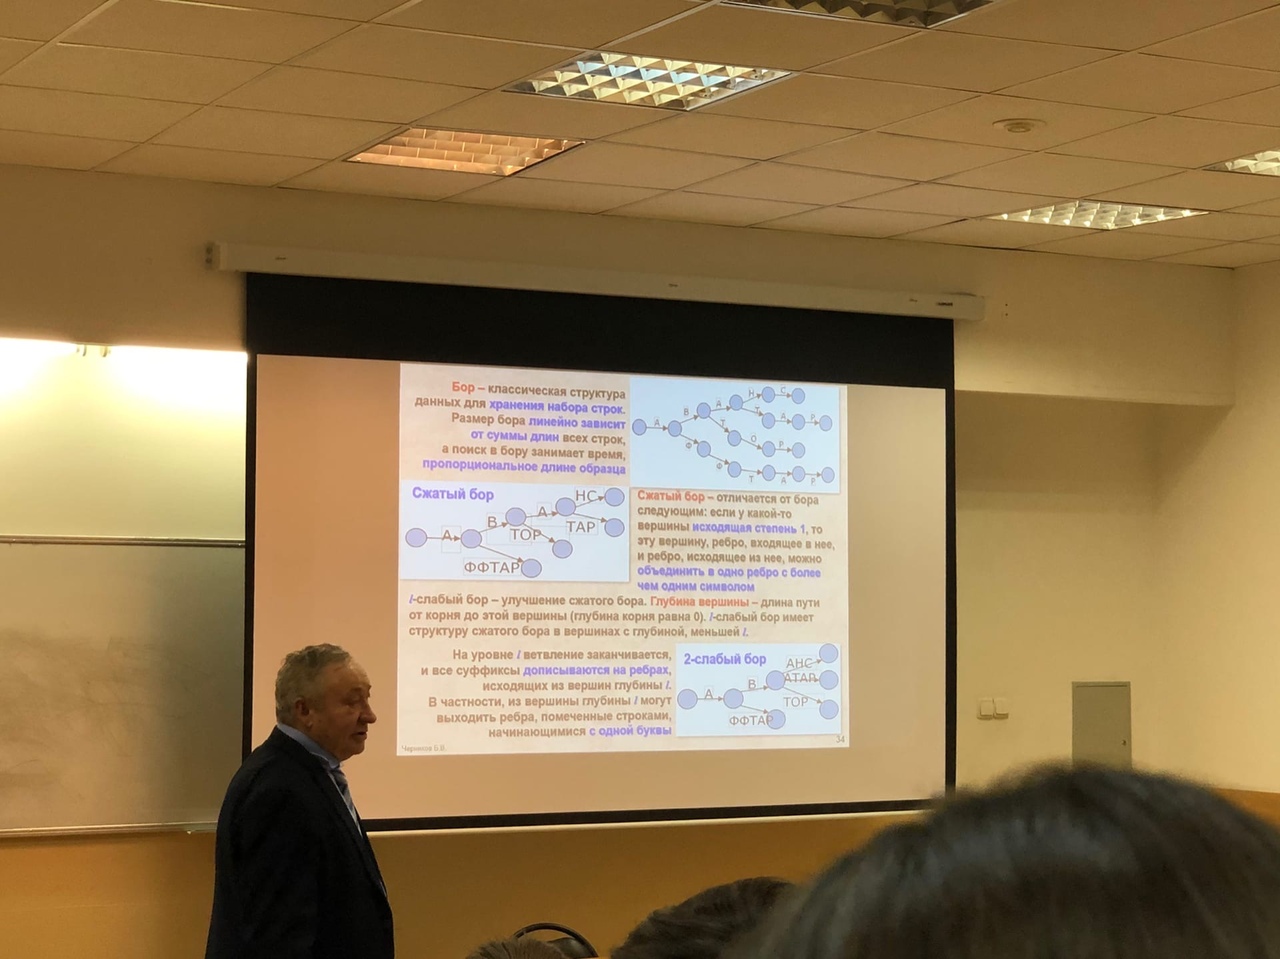 Бор – классическая структура
данных для хранения набора строк.
Размер бора линейно зависит
от суммы длин всех строк,
а поиск в бору занимает время,
пропорциональное длине образца
А
В
А
Н
С
Т
А
Р
Т
О
Р
Ф
Ф
Т
А
Р
Сжатый бор
А
В
А
НС
ТАР
ТОР
ФФТАР
Сжатый бор – отличается от бора
следующим: если у какой-то
вершины исходящая степень 1, то
эту вершину, ребро, входящее в нее,
и ребро, исходящее из нее, можно
объединить в одно ребро с более
чем одним символом
l-слабый бор – улучшение сжатого бора. Глубина вершины – длина пути
от корня до этой вершины (глубина корня равна 0). l-слабый бор имеет
структуру сжатого бора в вершинах с глубиной, меньшей l.
На уровне l ветвление заканчивается,
и все суффиксы дописываются на ребрах,
исходящих из вершин глубины l.
В частности, из вершины глубины l могут
выходить ребра, помеченные строками,
начинающимися с одной буквы
2-слабый бор
А
В
АНС
АТАР
ТОР
ФФТАР
Черников Б.В.
34